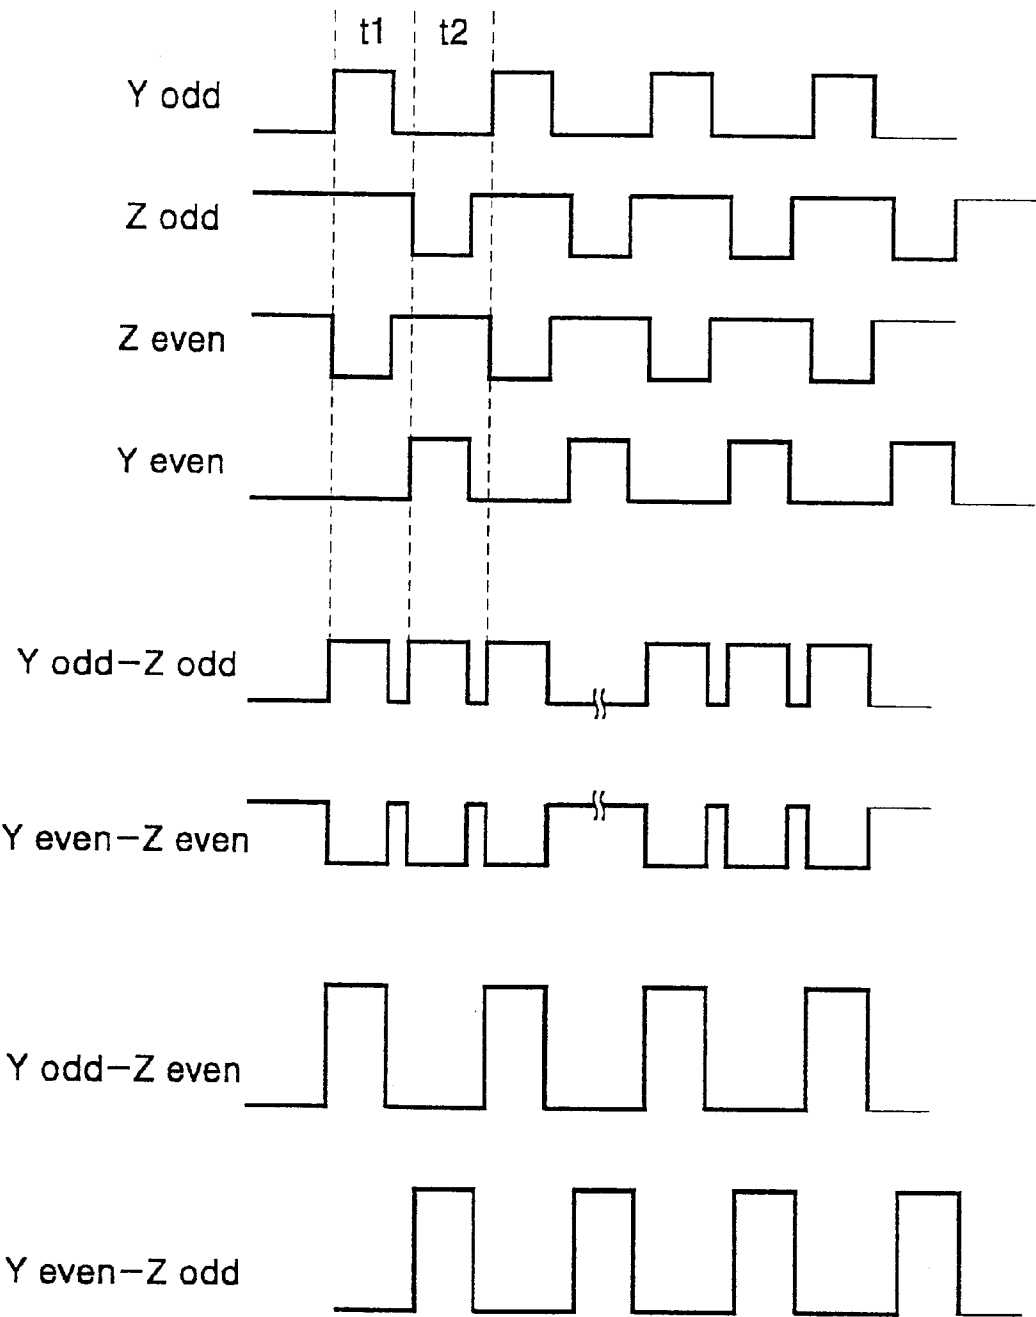 t1 t2
Y odd
Z odd
Z even
Y even
Y odd−Z odd
Y even−Z even
Y odd−Z even
Y even−Z odd